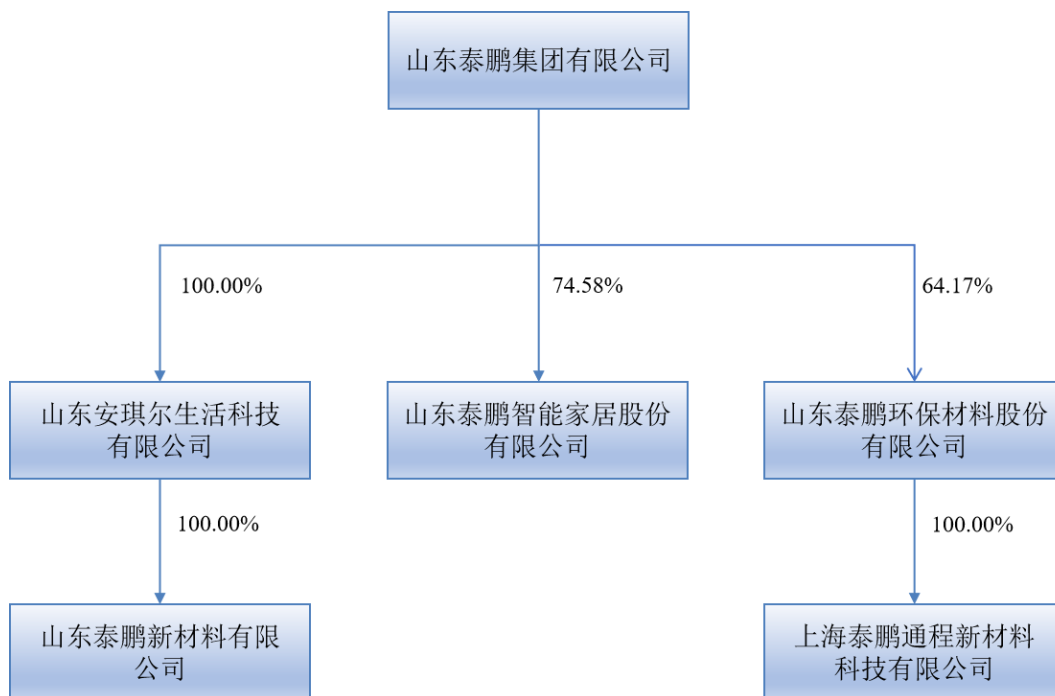 山东泰鹏集团有限公司
100.00%
74.58%
64.17%
山东安琪尔生活科技
有限公司
山东泰鹏智能家居股份
有限公司
山东泰鹏环保材料股份
有限公司
100.00%
100.00%
山东泰鹏新材料有限
公司
上海泰鹏通程新材料
科技有限公司